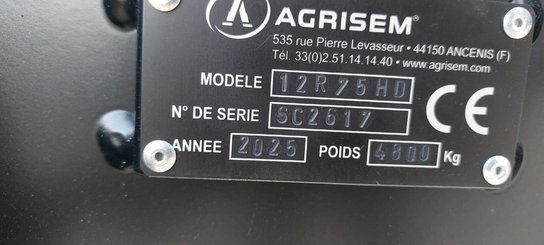 AGRISEM®
535 rue Pierre Levasseur • 44150 ANCENIS (F)
Tél. 33(0)2.51.14.14.40 • www.agrisem.com
MODELE 12R75HD
N° DE SERIE SC2617
CE
ANNEE 2025 POIDS 4800 Kg